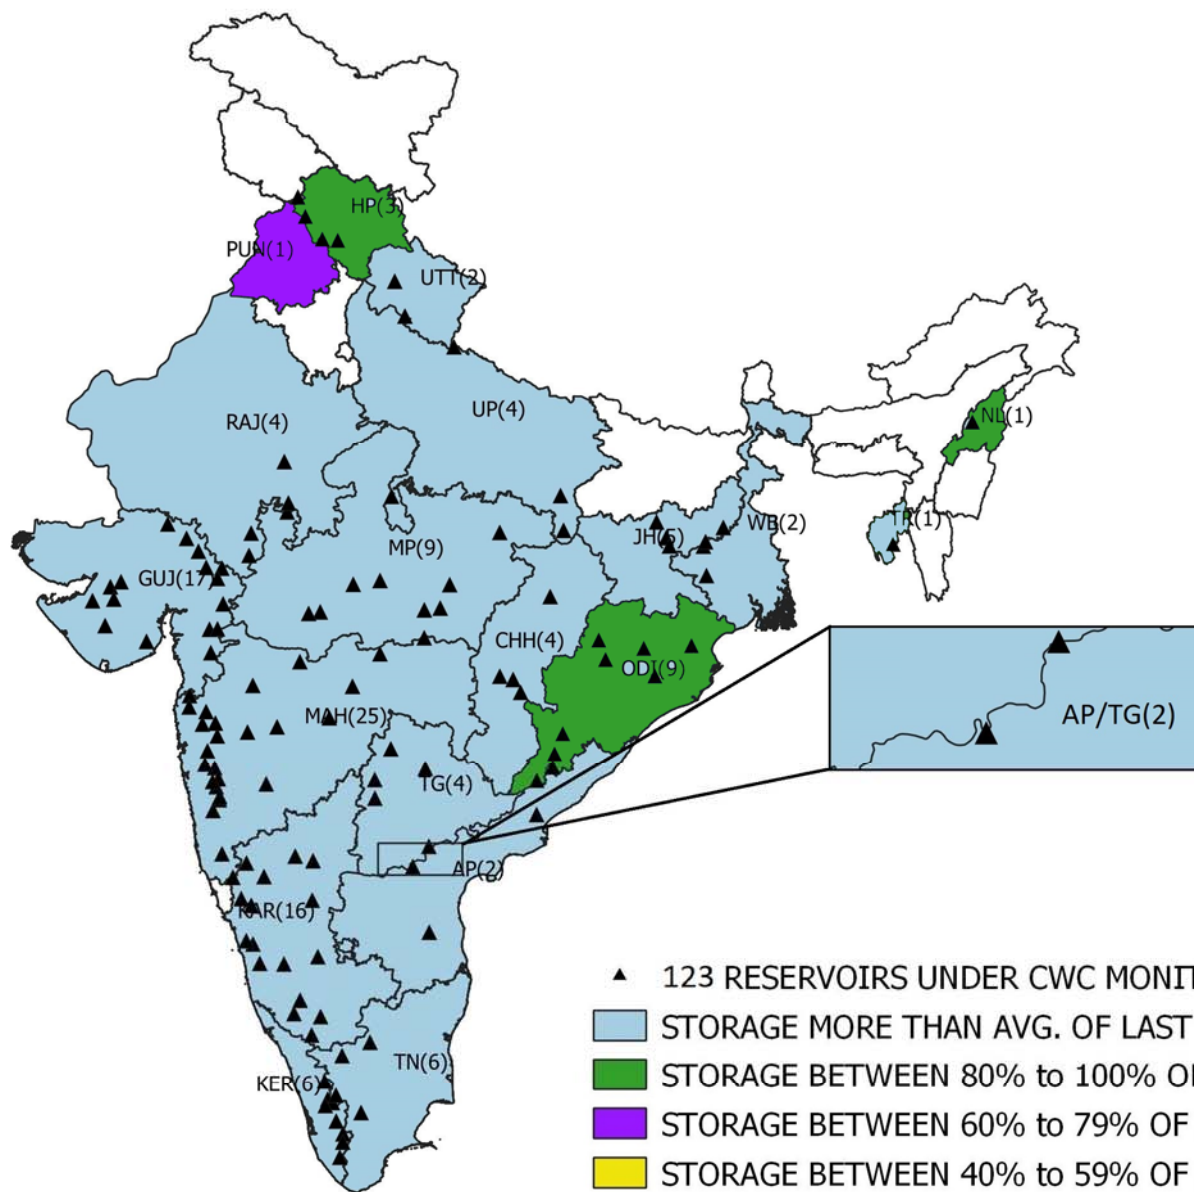 HP(3)
PUN(1)
UTT(2)
RAJ(4)
UP(4)
NL(1)
TR(1)
WB(2)
JH(6)
MP(9)
GUJ(17)
CHH(4)
ODI(9)
MAH(25)
AP/TG(2)
TG(4)
AP(2)
KAR(16)
TN(6)
KER(6)
123 RESERVOIRS UNDER CWC MONIT
STORAGE MORE THAN AVG. OF LAST
STORAGE BETWEEN 80% to 100% O
STORAGE BETWEEN 60% to 79% OF
STORAGE BETWEEN 40% to 59% OF